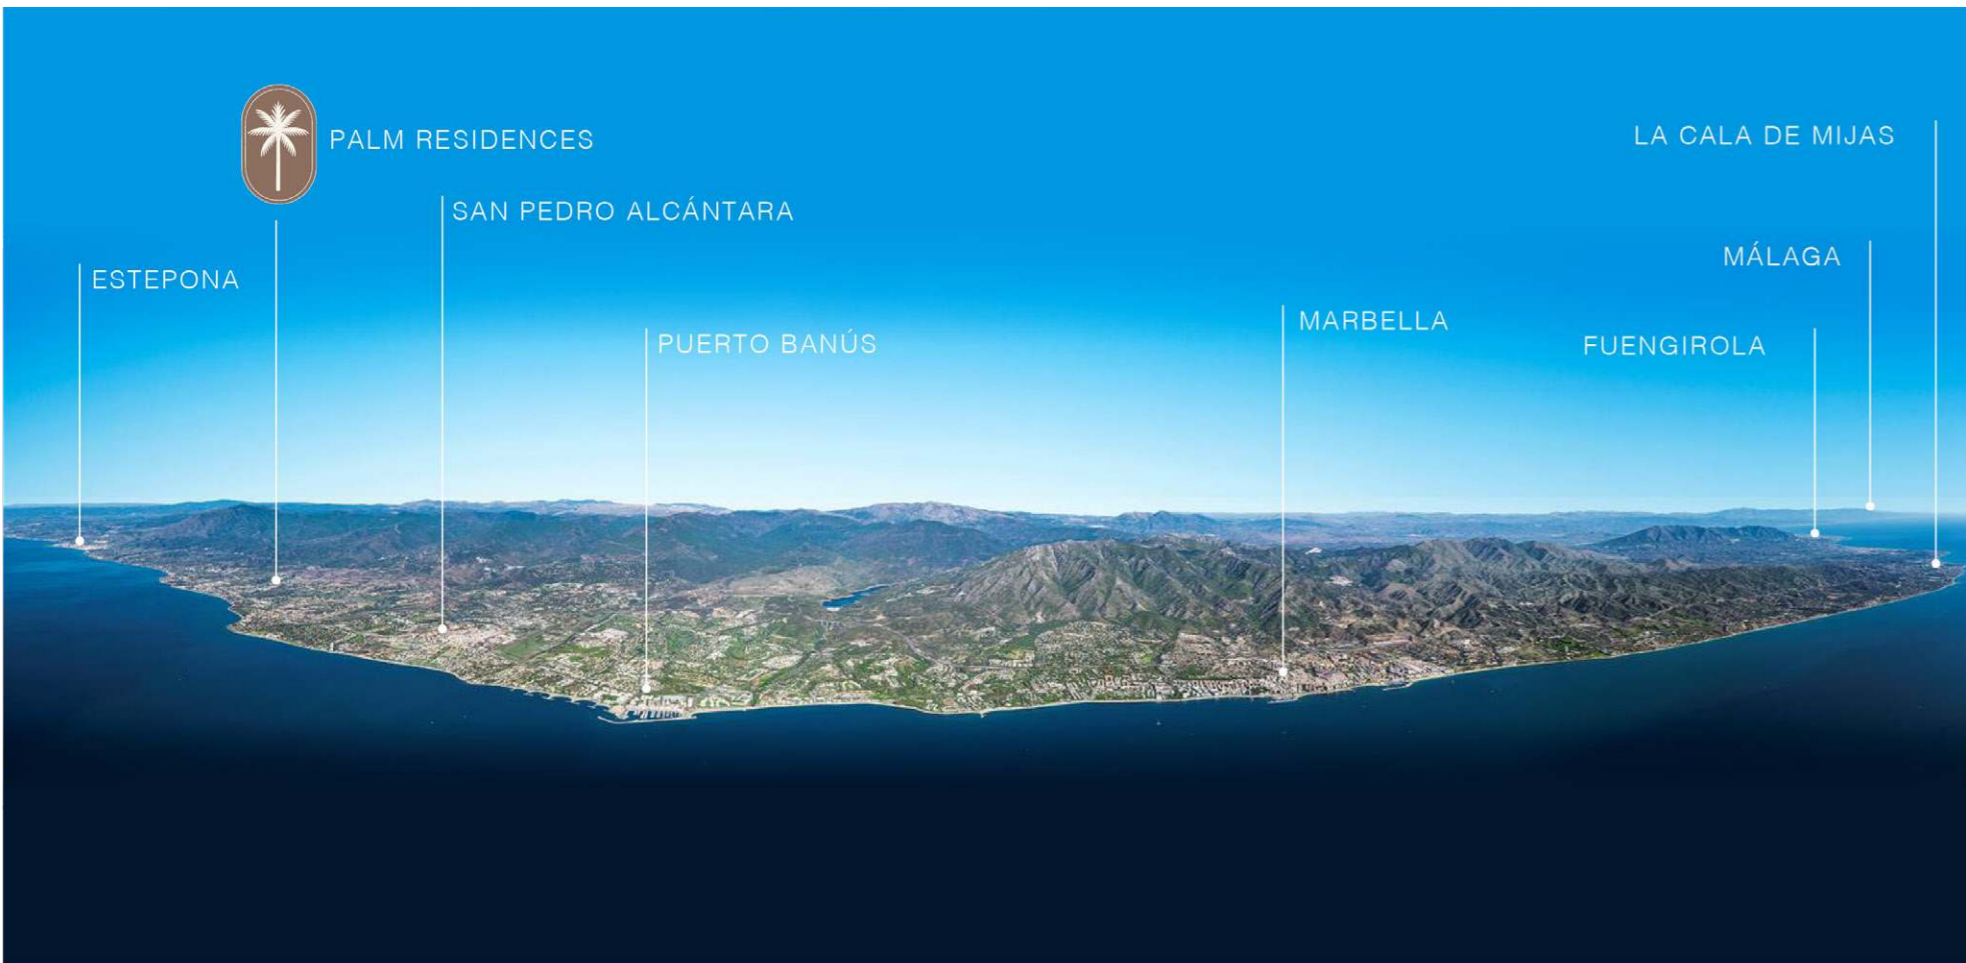 PALM RESIDENCES
LA CALA DE MIJAS
SAN PEDRO ALCÁNTARA
MÁLAGA
ESTEPONA
MARBELLA
PUERTO BANÚS
FUENGIROLA